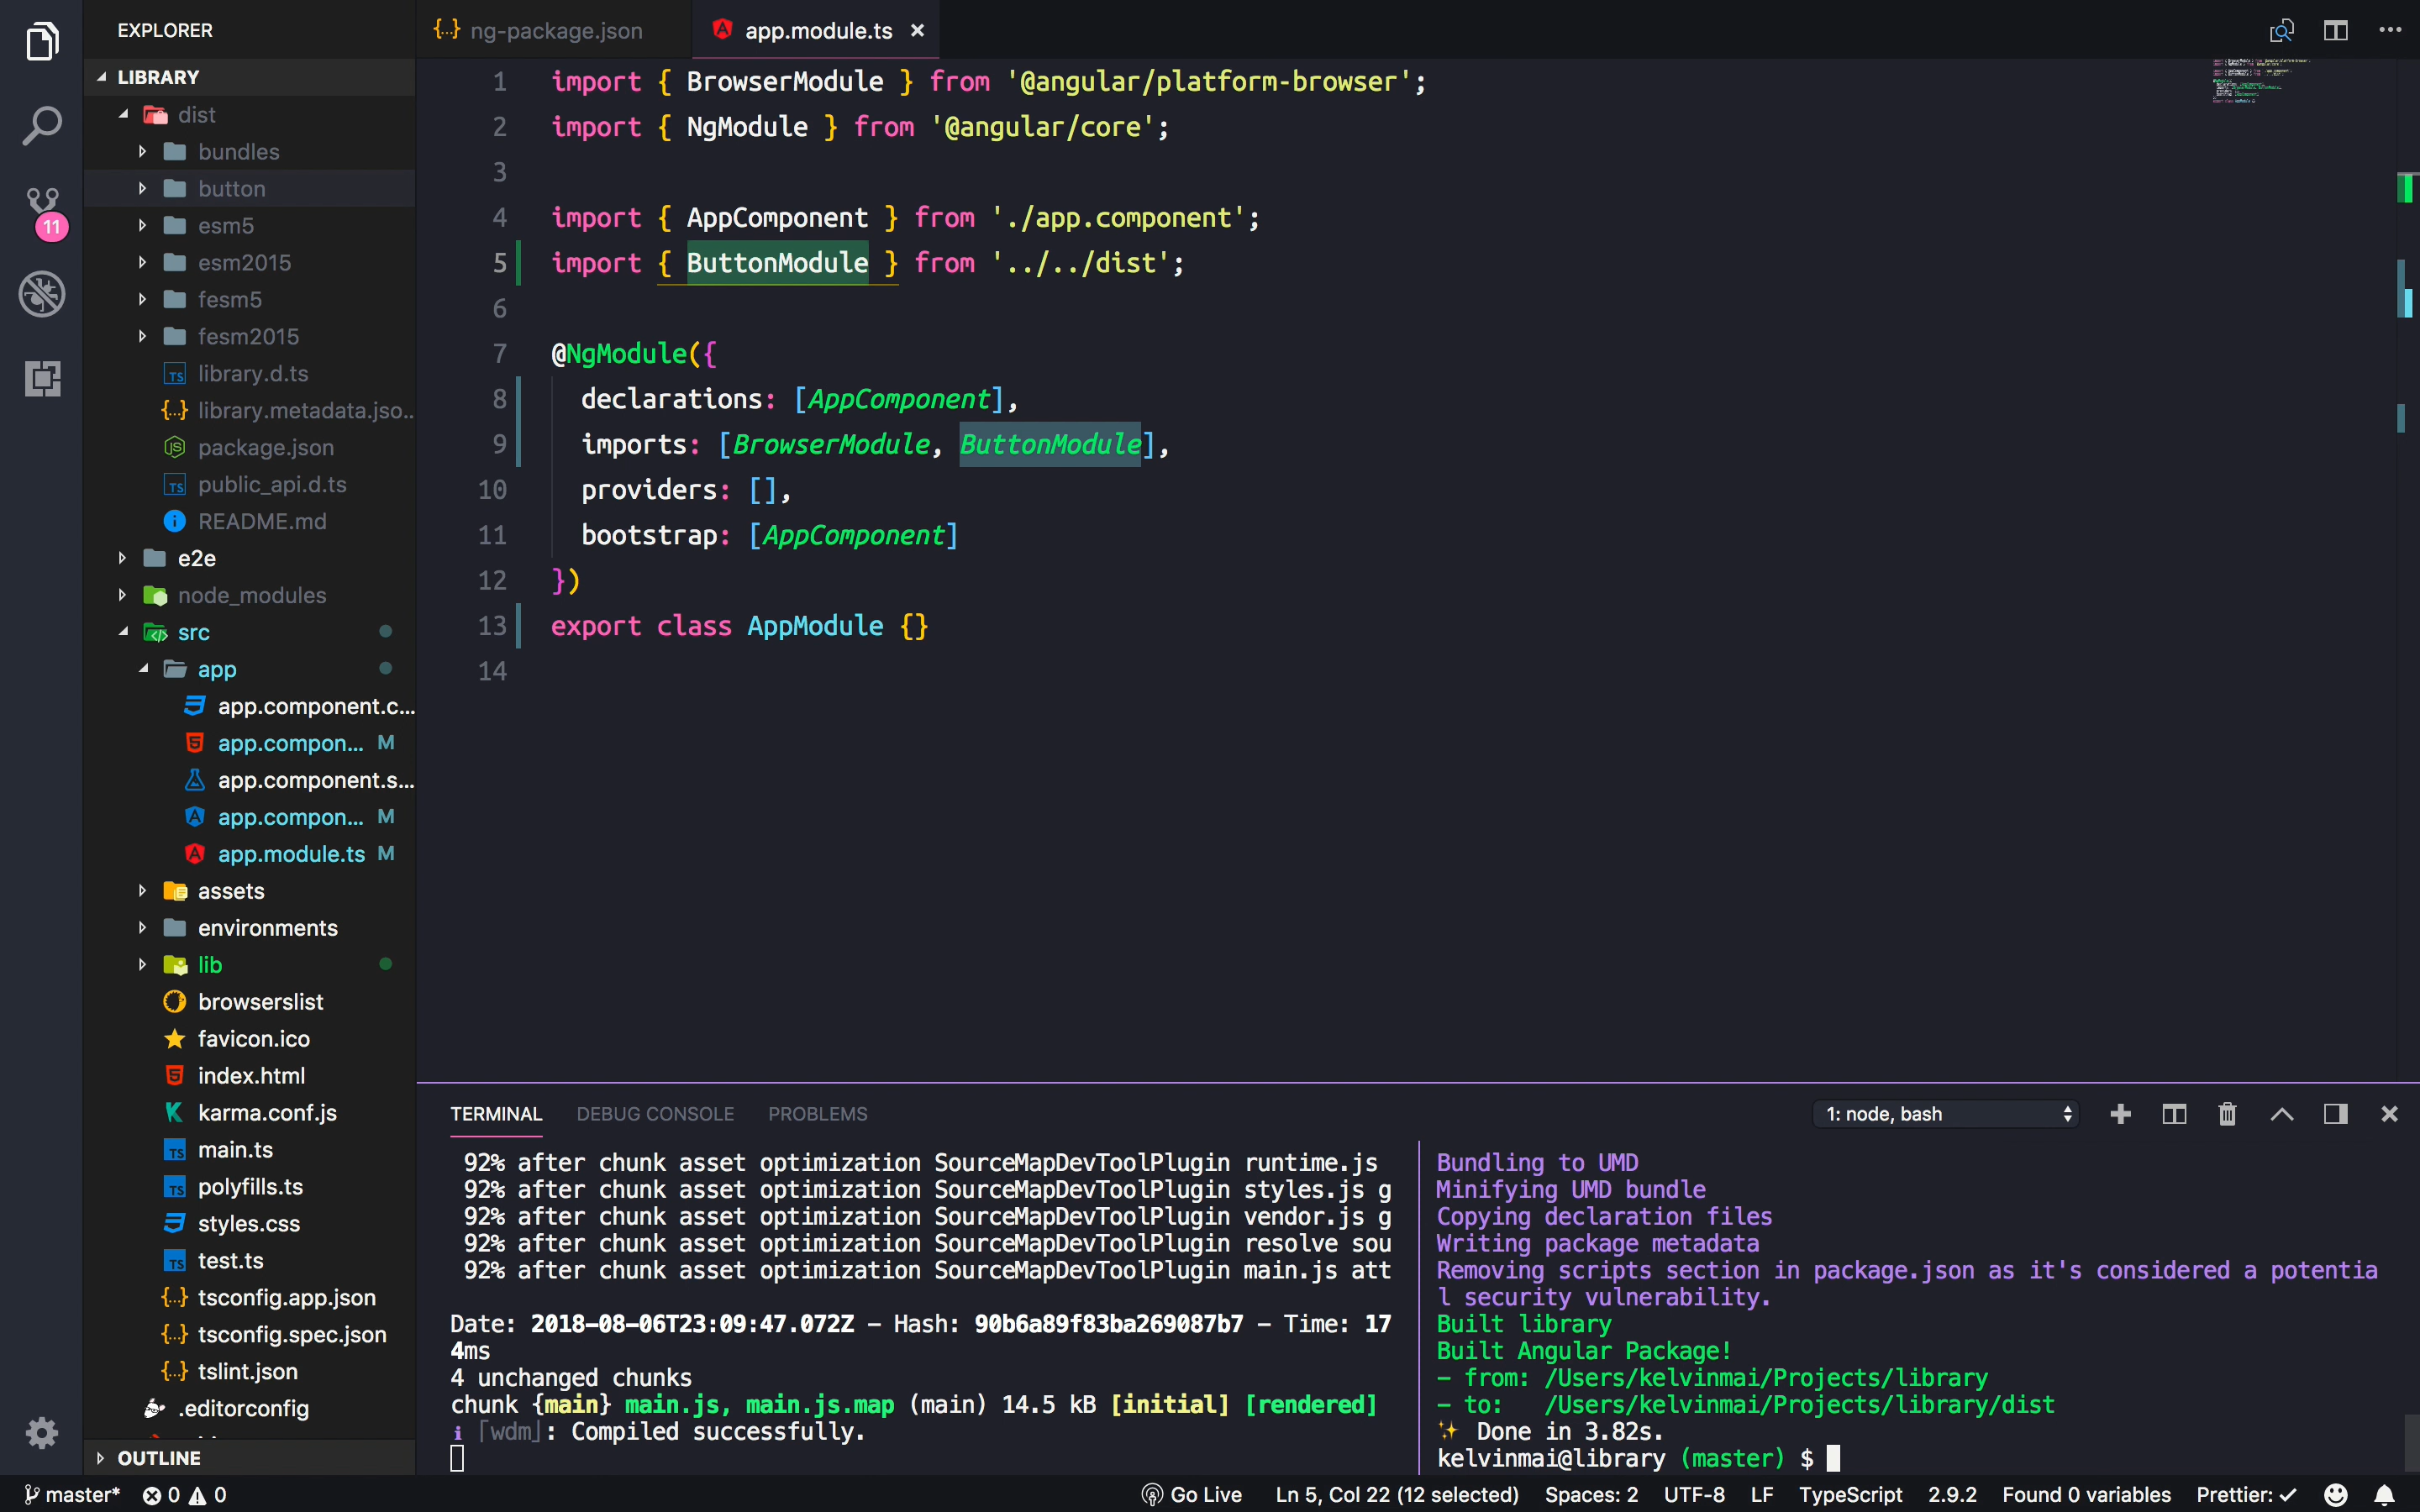 EXPLORER
LIBRARY
dist
bundles
button
esm5
esm2015
fesm5
fesm2015
library.d.ts
library.metadata.jso..
package.json
public_api.d.ts
README.md
e2e
node_modules
src
app
app.component.c...
app.compon... M
app.component.s...
app.compon... M
app.module.ts M
assets
environments
lib
browserslist
favicon.ico
index.html
karma.conf.js
main.ts
polyfills.ts
styles.css
test.ts
tsconfig.app.json
tsconfig.spec.json
tslint.json
.editorconfig
OUTLINE
11
ng-package.json
app.module.ts
1 import { BrowserModule } from '@angular/platform-browser';
2 import { NgModule } from '@angular/core';
3
4 import { AppComponent } from './app.component';
5 import { ButtonModule } from '../../dist';
6
7 @NgModule({
8 declarations: [AppComponent],
9 imports: [BrowserModule, ButtonModule],
10 providers: [],
11 bootstrap: [AppComponent]
12 })
13 export class AppModule {}
14
TERMINAL DEBUG CONSOLE PROBLEMS
1: node, bash
92% after chunk asset optimization SourceMapDevToolPlugin runtime.js
92% after chunk asset optimization SourceMapDevToolPlugin styles.js g
92% after chunk asset optimization SourceMapDevToolPlugin vendor.js g
92% after chunk asset optimization SourceMapDevToolPlugin resolve sou
92% after chunk asset optimization SourceMapDevToolPlugin main.js att
Date: 2018-08-06T23:09:47.072Z - Hash: 90b6a89f83ba269087b7 - Time: 17
4ms
4 unchanged chunks
chunk {main} main.js, main.js.map (main) 14.5 kB [initial] [rendered]
i ｢wdm｣: Compiled successfully.
Bundling to UMD
Minifying UMD bundle
Copying declaration files
Writing package metadata
Removing scripts section in package.json as it's considered a potentia
l security vulnerability.
Built library
Built Angular Package!
- from: /Users/kelvinmai/Projects/library
- to: /Users/kelvinmai/Projects/library/dist
✨ Done in 3.82s.
kelvinmai@library (master) $
master* 0 0
Go Live Ln 5, Col 22 (12 selected) Spaces: 2 UTF-8 LF TypeScript 2.9.2 Found 0 variables Prettier: ✓